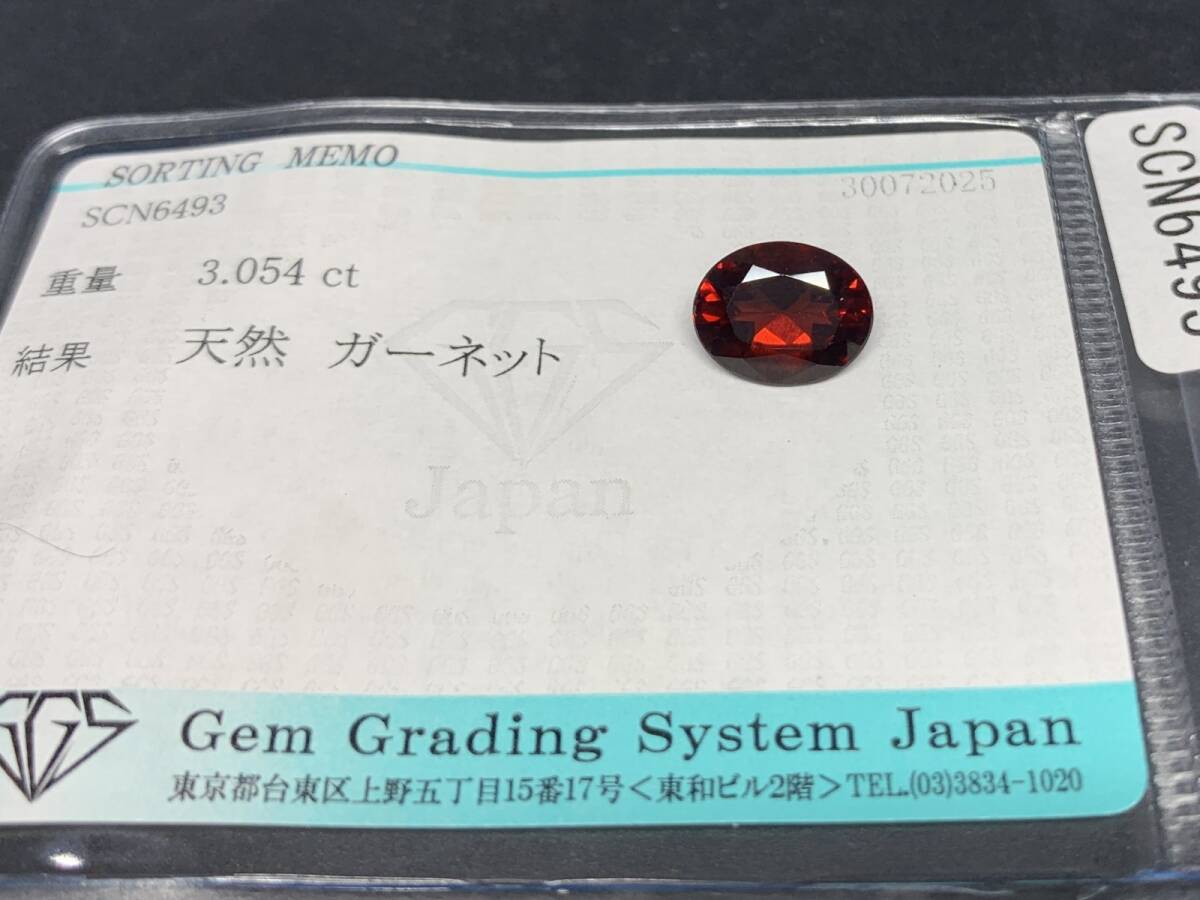 SORTING MEMO
SCN6493
30072025
重量 3.054 ct
結果 天然 ガーネット
Japan
GGS
Gem Grading System Japan
東京都台東区上野五丁目15番17号＜東和ビル2階＞TEL.(03)3834-1020
SCN6493